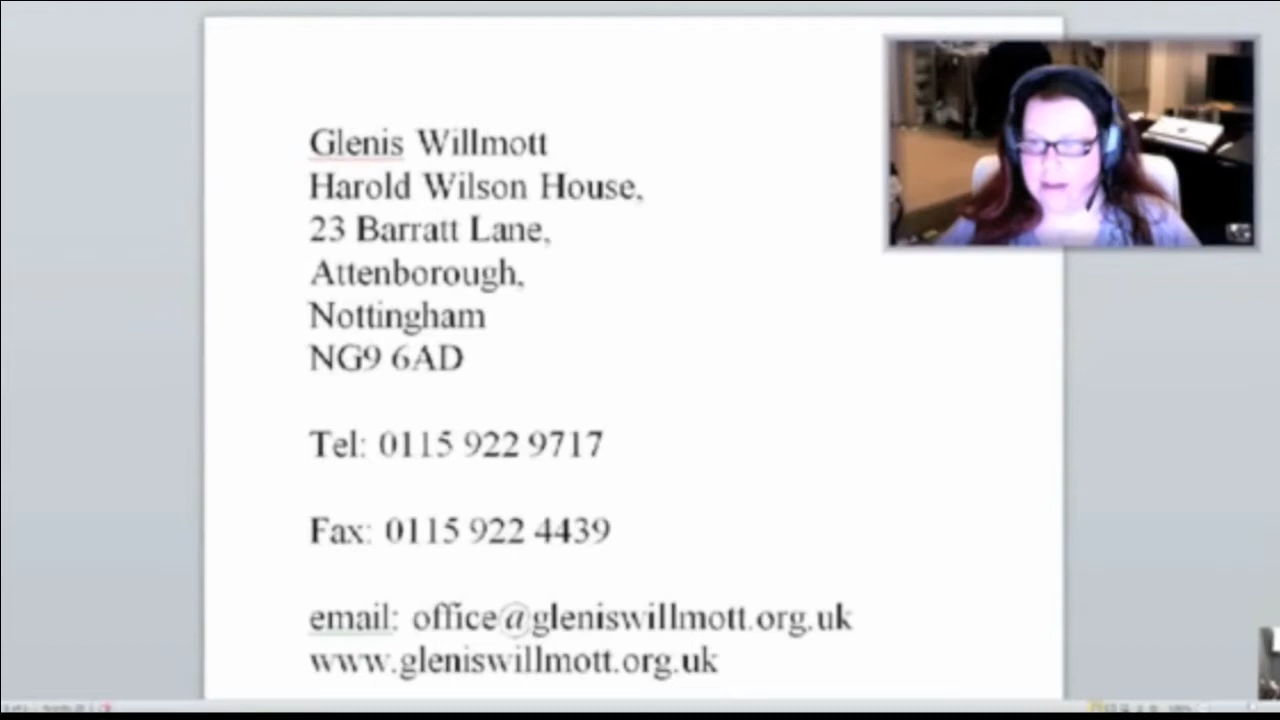 Glenis Willmott
Harold Wilson House,
23 Barratt Lane,
Attenborough,
Nottingham
NG9 6AD
Tel: 0115 922 9717
Fax: 0115 922 4439
email: office@gleniswillmott.org.uk
www.gleniswillmott.org.uk